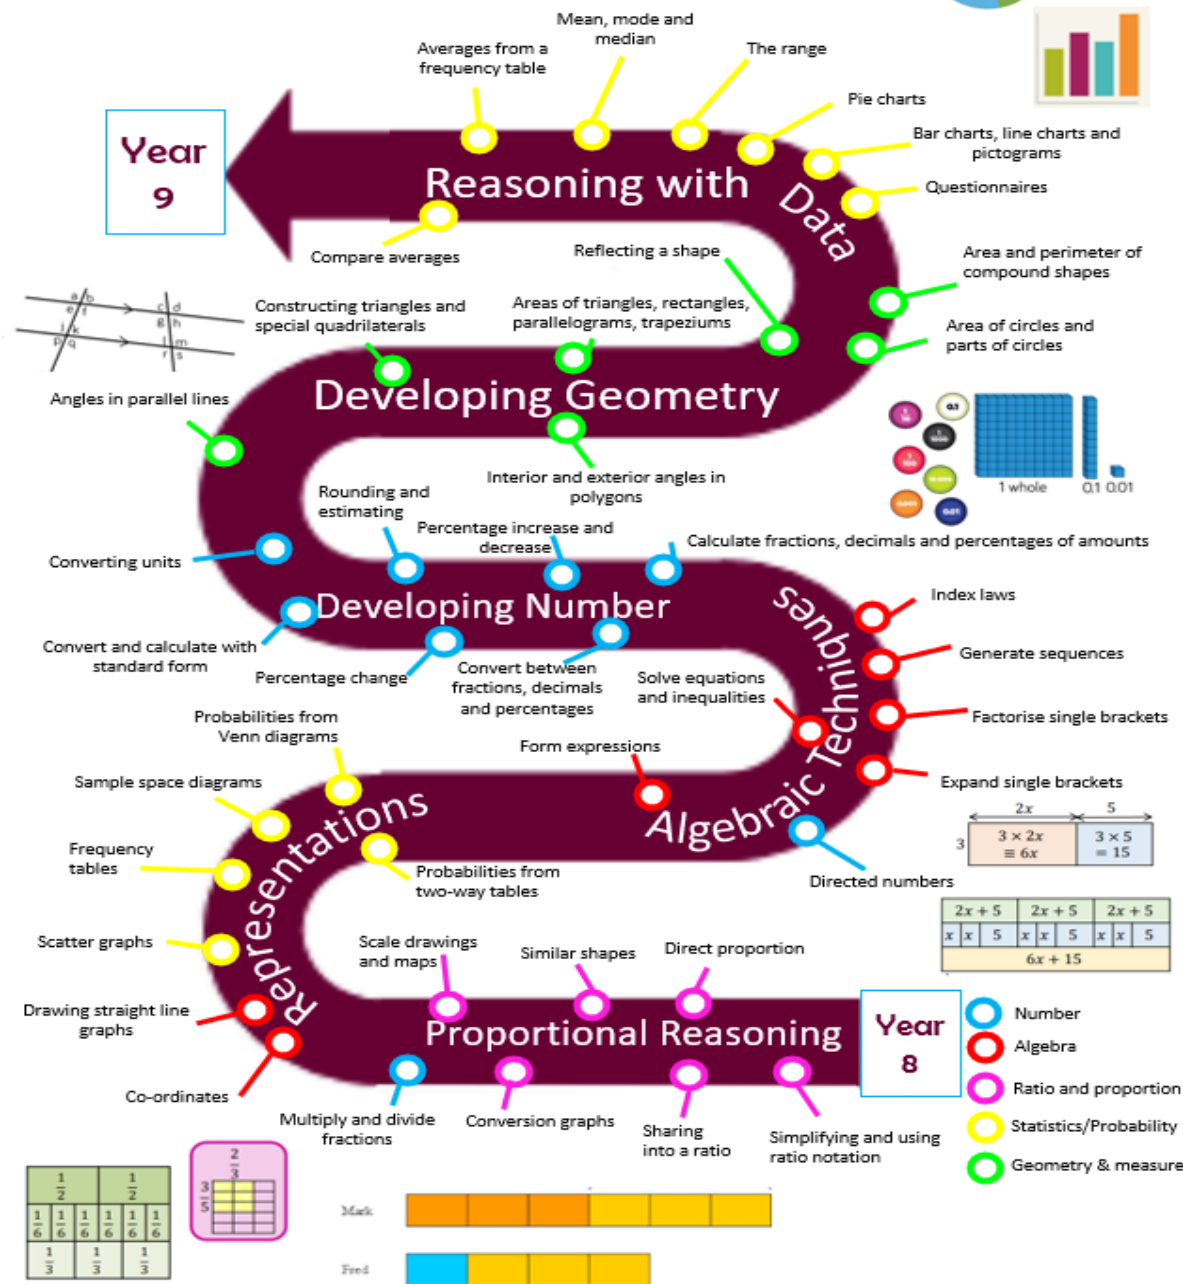 Mean, mode and
median
Averages from a
frequency table
The range
Pie charts
Bar charts, line charts and
pictograms
Questionnaires
Year
9
Reasoning with
Data
Compare averages
Reflecting a shape
Area and perimeter of
compound shapes
Constructing triangles and
special quadrilaterals
Areas of triangles, rectangles,
parallelograms, trapeziums
Area of circles and
parts of circles
a b
e f
c d
g h
j k
p q
l m
r s
Developing Geometry
Angles in parallel lines
Interior and exterior angles in
polygons
1/10
0.1
1/1000
1/100
0.01
1 whole
0.1 0.01
Rounding and
estimating
Percentage increase and
decrease
Calculate fractions, decimals and percentages of amounts
Converting units
Developing Number
Convert and calculate with
standard form
Percentage change
Convert between
fractions, decimals
and percentages
Index laws
Generate sequences
Solve equations
and inequalities
Factorise single brackets
Form expressions
Expand single brackets
Algebraic Techniques
Directed numbers
2x 5
3
3 × 2x
≡ 6x
3 × 5
= 15
2x + 5 2x + 5 2x + 5
x x 5 x x 5 x x 5
6x + 15
Probabilities from
Venn diagrams
Sample space diagrams
Frequency
tables
Representations
Probabilities from
two-way tables
Scatter graphs
Drawing straight line
graphs
Co-ordinates
Scale drawings
and maps
Similar shapes
Direct proportion
Proportional Reasoning
Year
8
Multiply and divide
fractions
Conversion graphs
Sharing
into a ratio
Simplifying and using
ratio notation
Number
Algebra
Ratio and proportion
Statistics/Probability
Geometry & measure
1/2 1/2
1/6 1/6 1/6 1/6 1/6 1/6
1/3 1/3 1/3
2/3
3/5
Mark
Fred